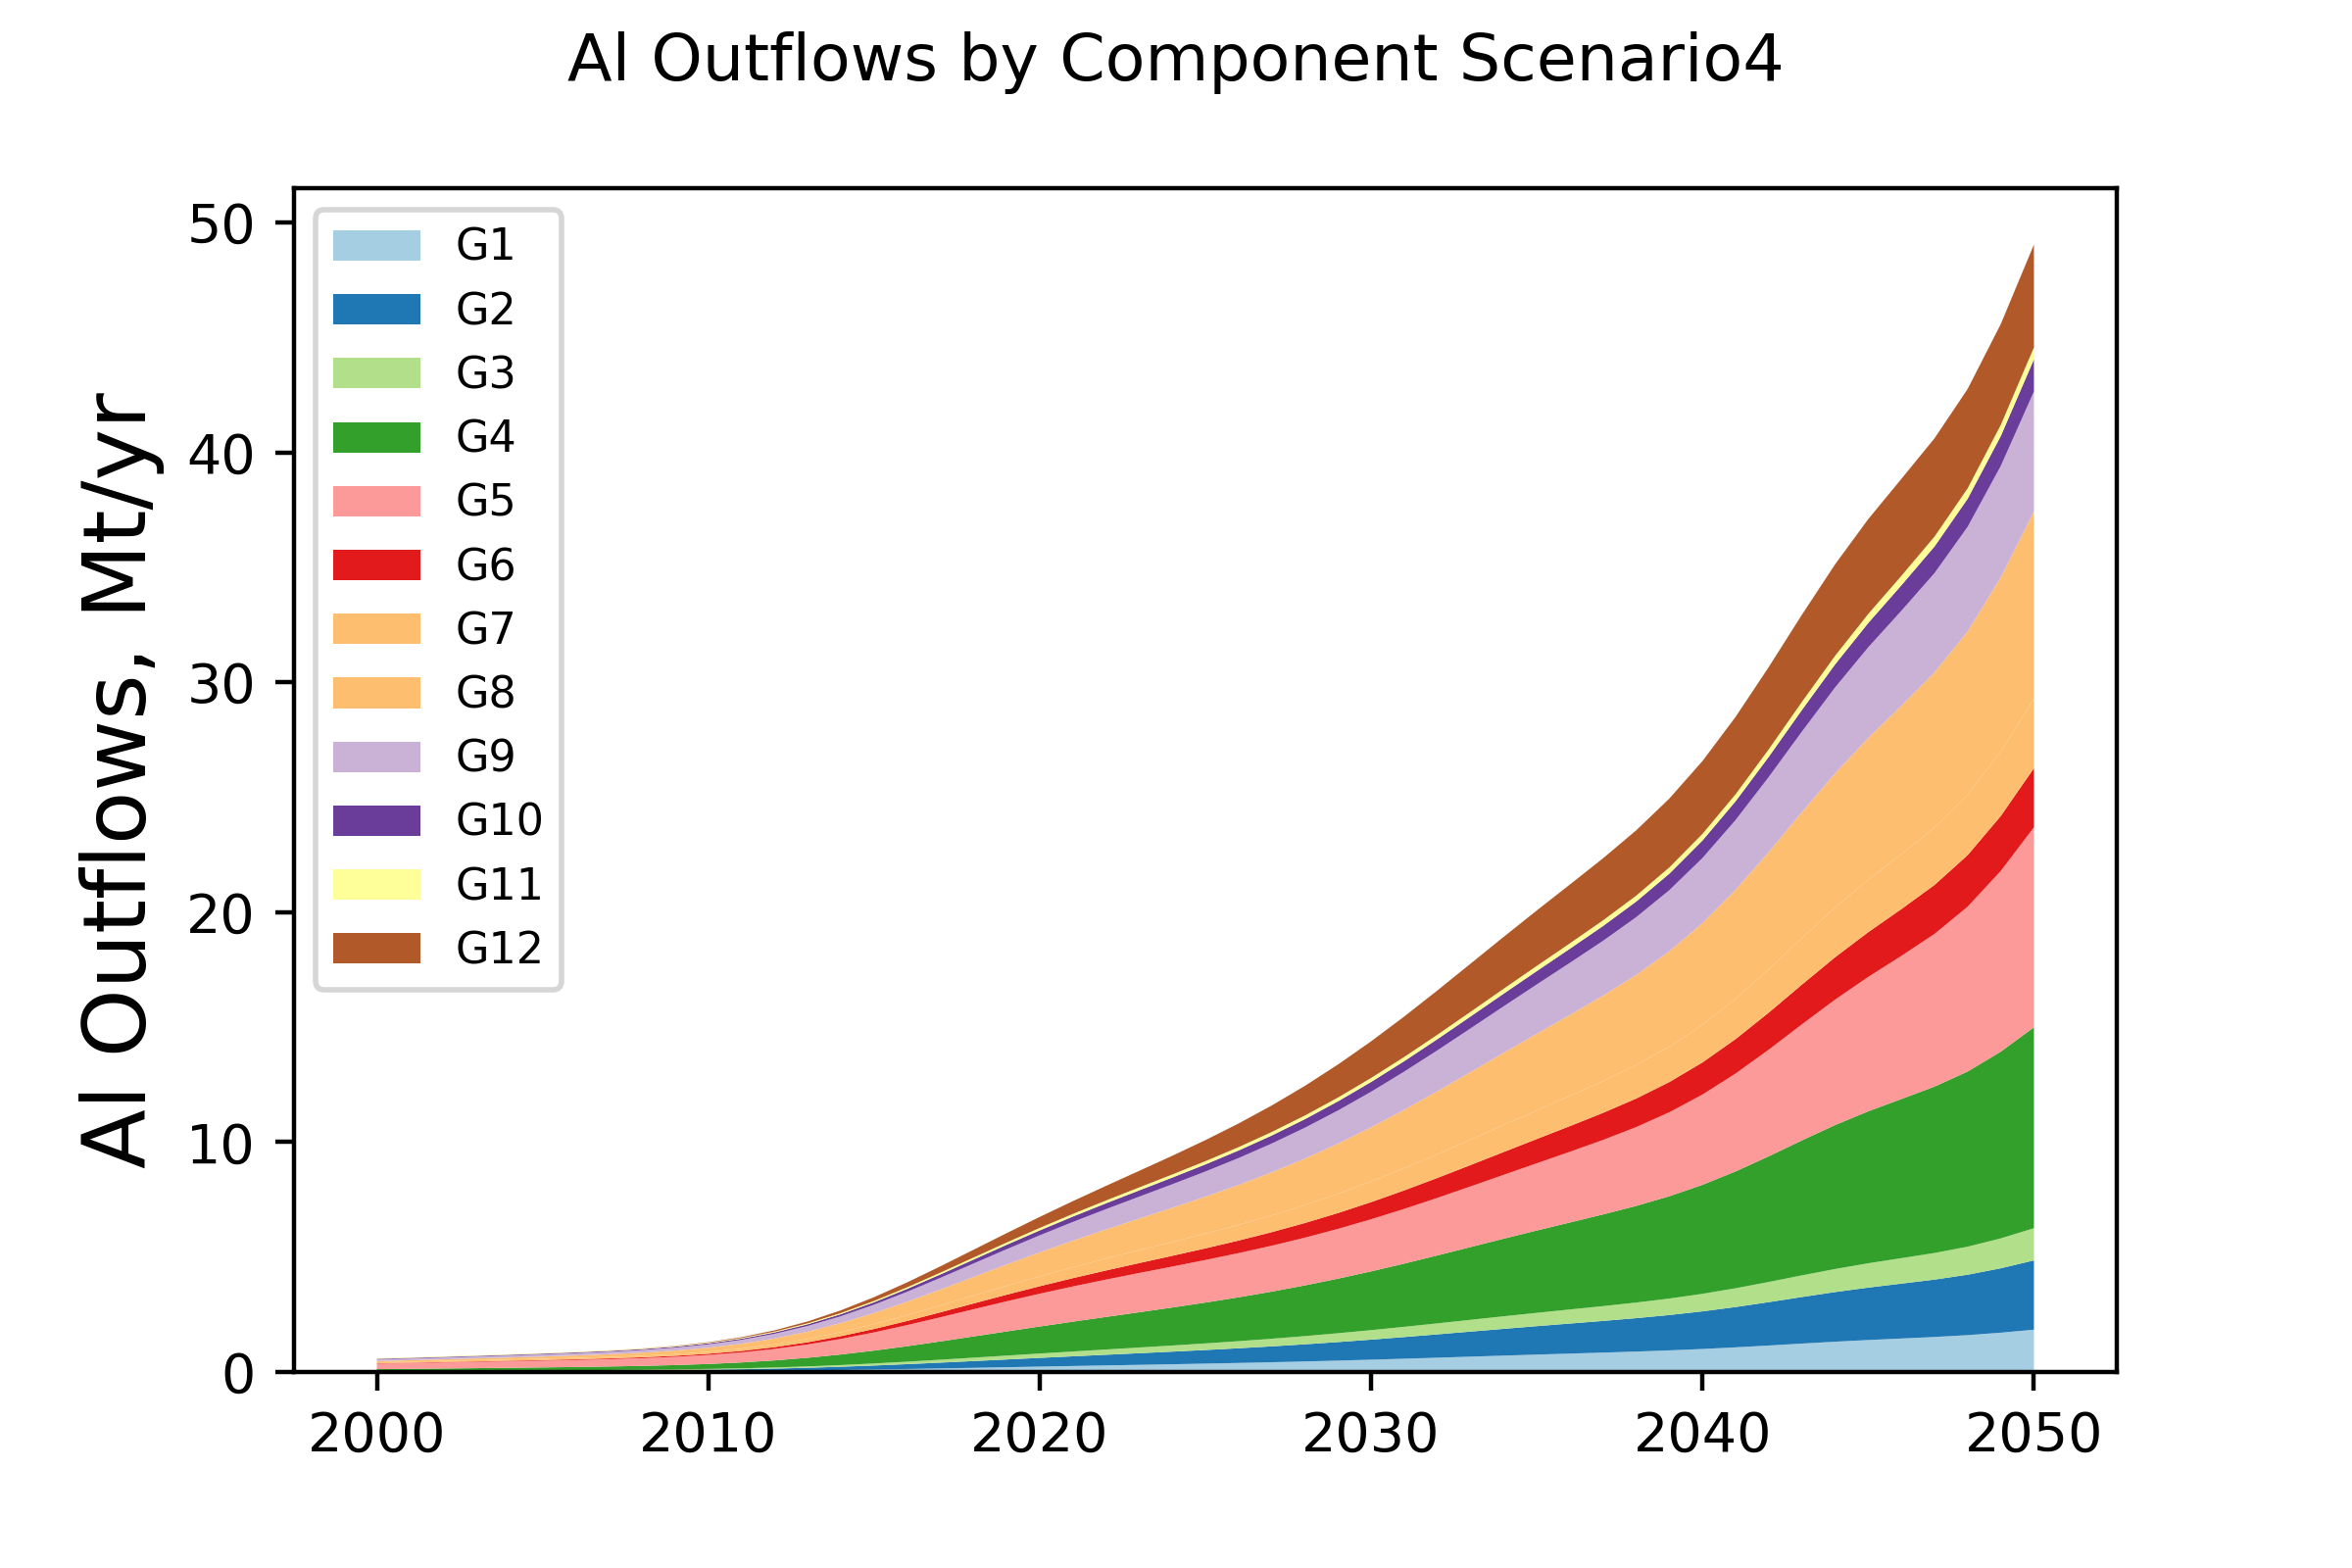 Al Outflows by Component Scenario4
Al Outflows, Mt/yr
50
40
30
20
10
0
G1
G2
G3
G4
G5
G6
G7
G8
G9
G10
G11
G12
2000 2010 2020 2030 2040 2050